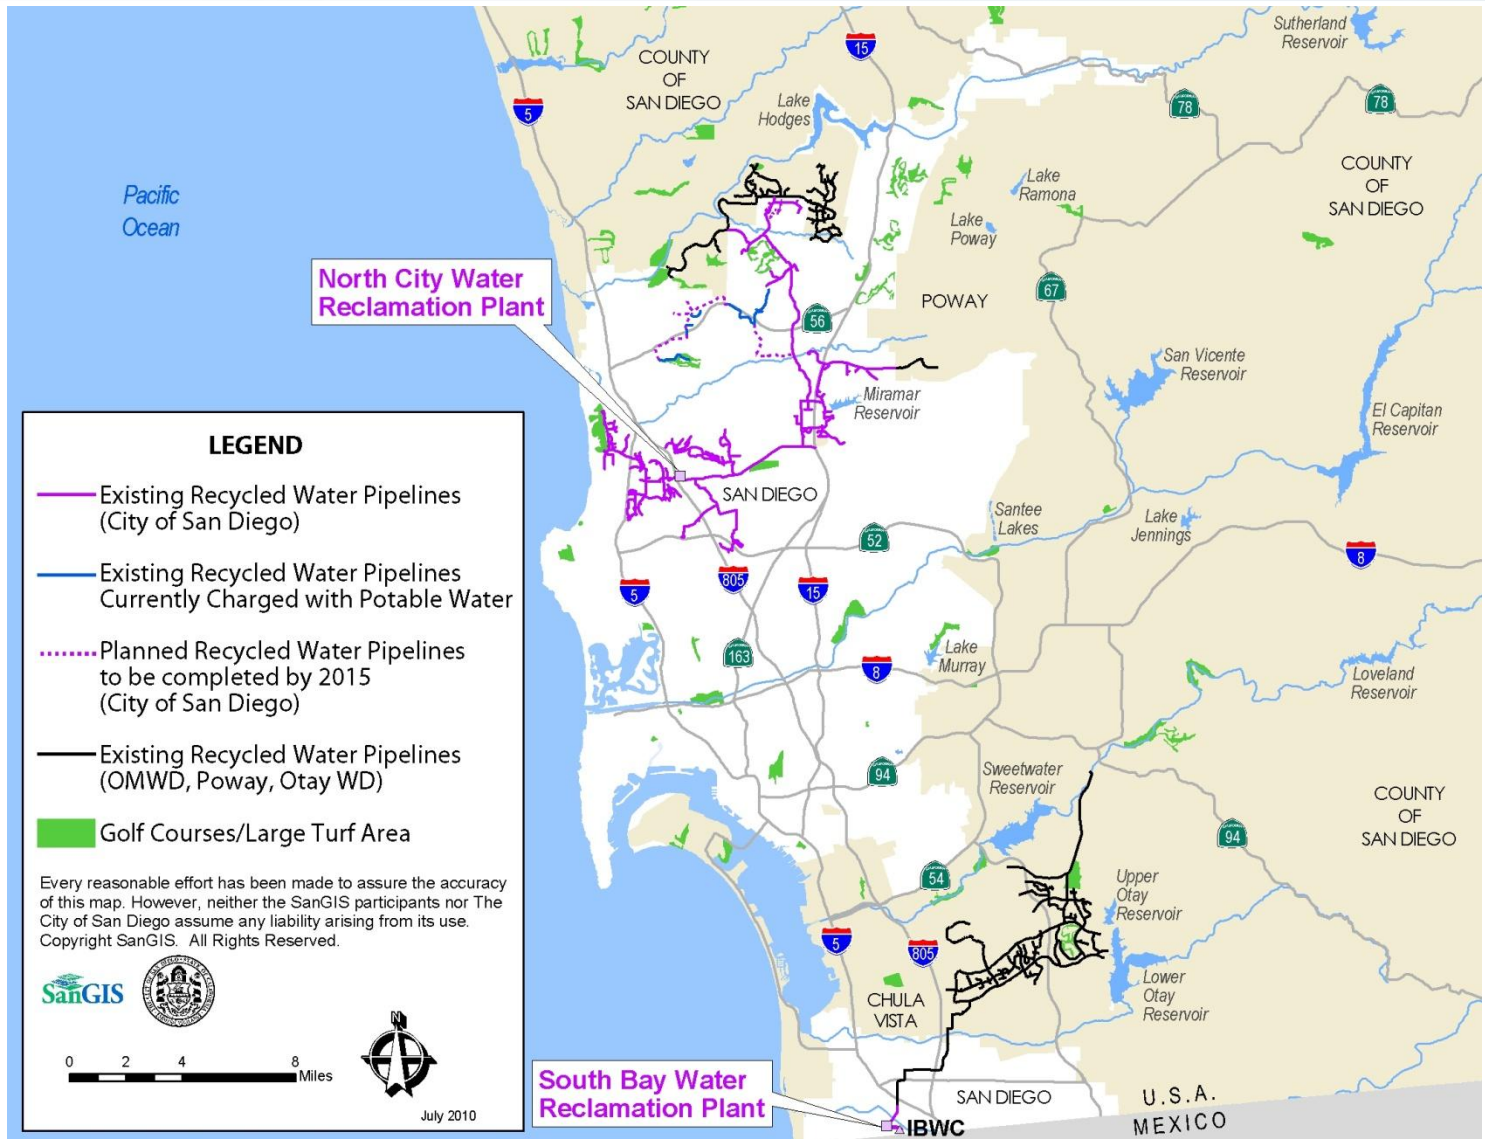 COUNTY
OF
SAN DIEGO
15
Sutherland
Reservoir
5
Lake
Hodges
78
78
COUNTY
OF
SAN DIEGO
Pacific
Ocean
Lake
Ramona
Lake
Poway
North City Water
Reclamation Plant
POWAY
67
56
San Vicente
Reservoir
Miramar
Reservoir
El Capitan
Reservoir
LEGEND
Existing Recycled Water Pipelines
(City of San Diego)
Existing Recycled Water Pipelines
Currently Charged with Potable Water
Planned Recycled Water Pipelines
to be completed by 2015
(City of San Diego)
Existing Recycled Water Pipelines
(OMWD, Poway, Otay WD)
Golf Courses/Large Turf Area
Every reasonable effort has been made to assure the accuracy
of this map. However, neither the SanGIS participants nor The
City of San Diego assume any liability arising from its use.
Copyright SanGIS. All Rights Reserved.
SanGIS
N
0 2 4 8
Miles
July 2010
SAN DIEGO
Santee
Lakes
Lake
Jennings
52
8
5
805
15
163
Lake
Murray
8
Loveland
Reservoir
94
Sweetwater
Reservoir
COUNTY
OF
SAN DIEGO
94
54
Upper
Otay
Reservoir
5
805
Lower
Otay
Reservoir
CHULA
VISTA
South Bay Water
Reclamation Plant
SAN DIEGO
U.S.A.
MEXICO
IBWC